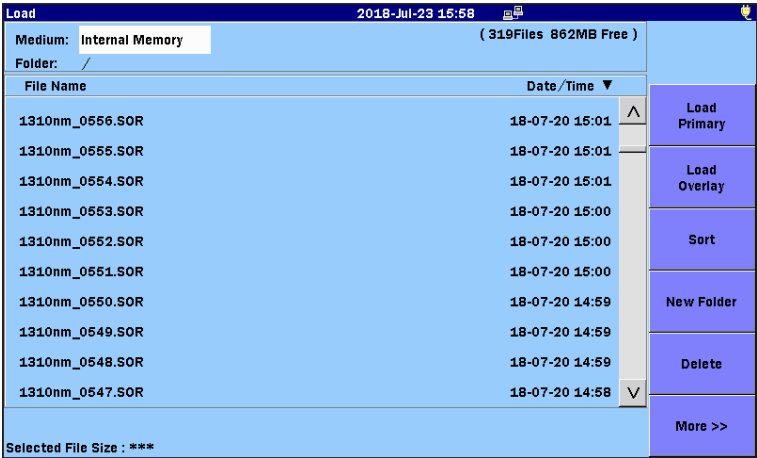 Load 2018-Jul-23 15:58
Medium: Internal Memory (319Files 862MB Free)
Folder: /
File Name Date/Time ▼
1310nm_0556.SOR 18-07-20 15:01
1310nm_0555.SOR 18-07-20 15:01
1310nm_0554.SOR 18-07-20 15:01
1310nm_0553.SOR 18-07-20 15:00
1310nm_0552.SOR 18-07-20 15:00
1310nm_0551.SOR 18-07-20 15:00
1310nm_0550.SOR 18-07-20 14:59
1310nm_0549.SOR 18-07-20 14:59
1310nm_0548.SOR 18-07-20 14:59
1310nm_0547.SOR 18-07-20 14:58
Selected File Size : ***
Load
Primary
Load
Overlay
Sort
New Folder
Delete
More >>